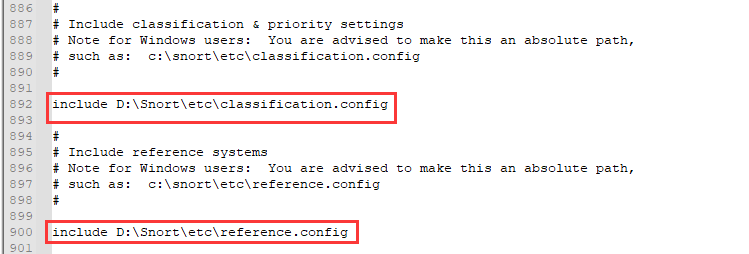 886 #
887 # Include classification & priority settings
888 # Note for Windows users:  You are advised to make this an absolute path,
889 # such as:  c:\snort\etc\classification.config
890 #
891
892 include D:\Snort\etc\classification.config
893
894 #
895 # Include reference systems
896 # Note for Windows users:  You are advised to make this an absolute path,
897 # such as:  c:\snort\etc\reference.config
898 #
899
900 include D:\Snort\etc\reference.config
901